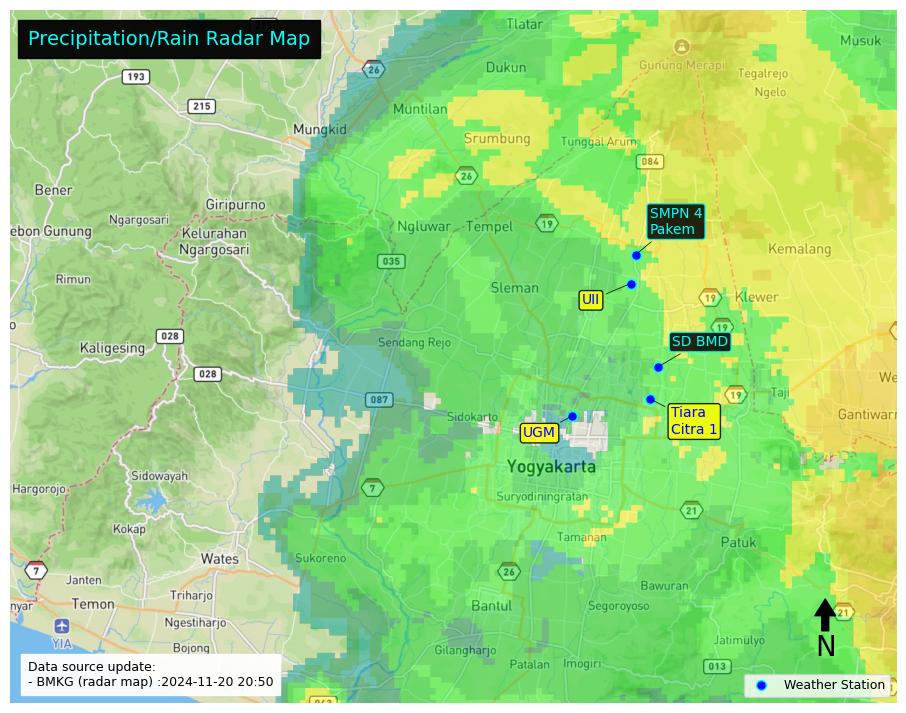 Precipitation/Rain Radar Map
Tlatar
Musuk
26
Gunung Merapi
Dukun
193
Tegalrejo
Ngelo
215
Muntilan
Mungkid
Srumbung
Tunggal Arum
084
26
Bener
Giripurno
SMPN 4
Pakem
Ngargosari
Ngluwar
Tempel
19
ebon Gunung
Kelurahan
Ngargosari
Kemalang
035
Rimun
Sleman
UII
19
Klewer
19
028
Kaligesing
Sendang Rejo
SD BMD
028
We
087
19
Taji
Sidokarto
Tiara
Citra 1
Gantiwarn
UGM
Yogyakarta
Sidowayah
Hargorojo
7
Suryodiningratan
21
Kokap
Tamanan
Patuk
Wates
Sukoreno
7
26
Janten
Bawuran
nyar
Temon
Triharjo
Bantul
Segoroyoso
21
YIA
Ngestiharjo
N
Bojong
Gilangharjo
Jatimulyo
Patalan
Imogiri
013
Data source update:
- BMKG (radar map) :2024-11-20 20:50
Weather Station